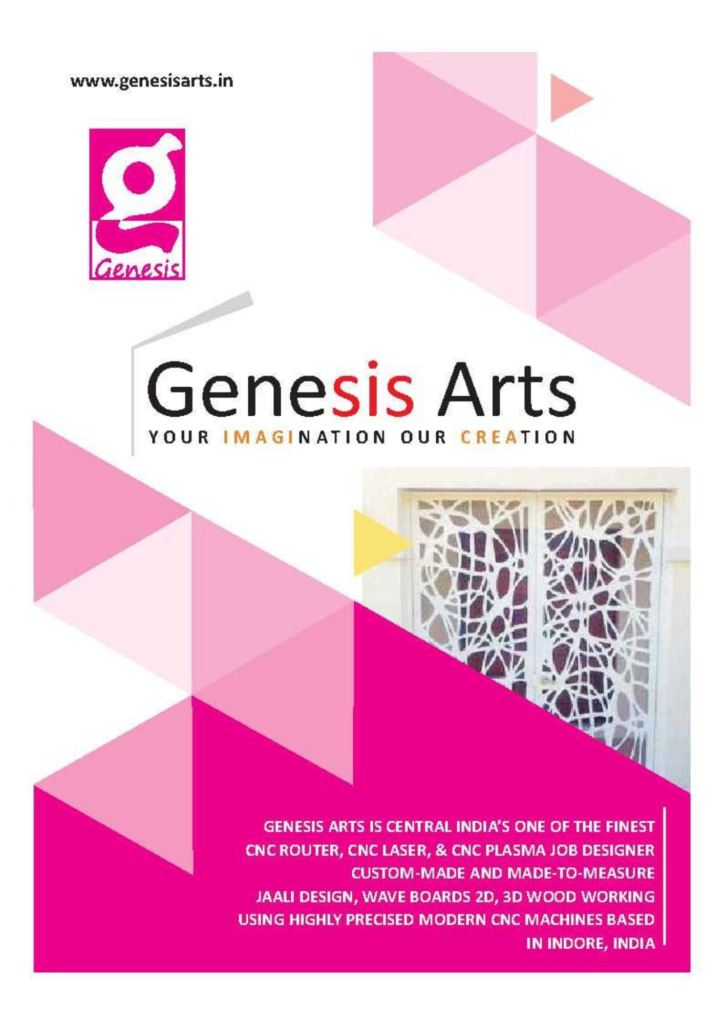 www.genesisarts.in
Genesis
Genesis Arts
YOUR IMAGINATION OUR CREATION
GENESIS ARTS IS CENTRAL INDIA'S ONE OF THE FINEST
CNC ROUTER, CNC LASER, & CNC PLASMA JOB DESIGNER
CUSTOM-MADE AND MADE-TO-MEASURE
JAALI DESIGN, WAVE BOARDS 2D, 3D WOOD WORKING
USING HIGHLY PRECISED MODERN CNC MACHINES BASED
IN INDORE, INDIA